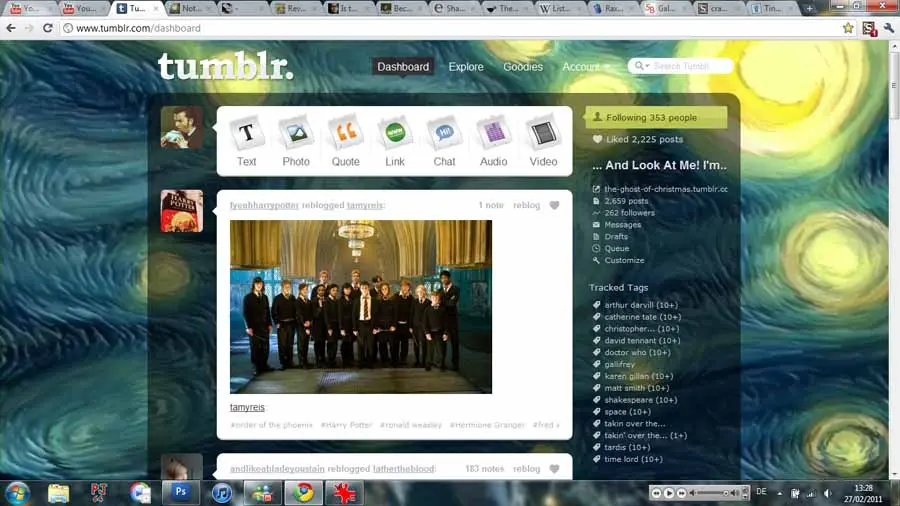 Yo...
You...
Tu...
Not...
Rev...
Is t...
Bec...
Sha...
The...
List...
Rax...
Gal...
cra...
Tin...
www.tumblr.com/dashboard
tumblr.
Dashboard
Explore
Goodies
Account
Search Tumblr
Text
Photo
Quote
Link
Chat
Audio
Video
Following 353 people
Liked 2,225 posts
... And Look At Me! I'm..
the-ghost-of-christmas.tumblr.cc
2,659 posts
262 followers
Messages
Drafts
Queue
Customize
HARRY POTTER
fyeahharrypotter reblogged tamyreis:
1 note
reblog
tamyreis:
#order of the phoenix #Harry Potter #ronald weasley #Hermione Granger #fred
Tracked Tags
arthur darvill (10+)
catherine tate (10+)
christopher... (10+)
david tennant (10+)
doctor who (10+)
gallifrey
karen gillan (10+)
matt smith (10+)
shakespeare (10+)
space (10+)
takin over the...
takin' over the... (1+)
tardis (10+)
time lord (10+)
andlikeabladeyoustain reblogged fathertheblode:
183 notes
reblog
Ps
DE
13:28
27/02/2011